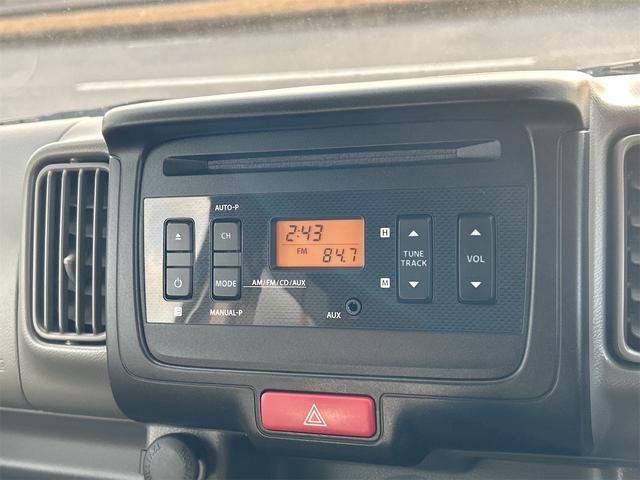 AUTO-P
CH
2:43
FM 84.7
H
TUNE
TRACK
VOL
MODE
AM/FM/CD/AUX
M
MANUAL-P
AUX